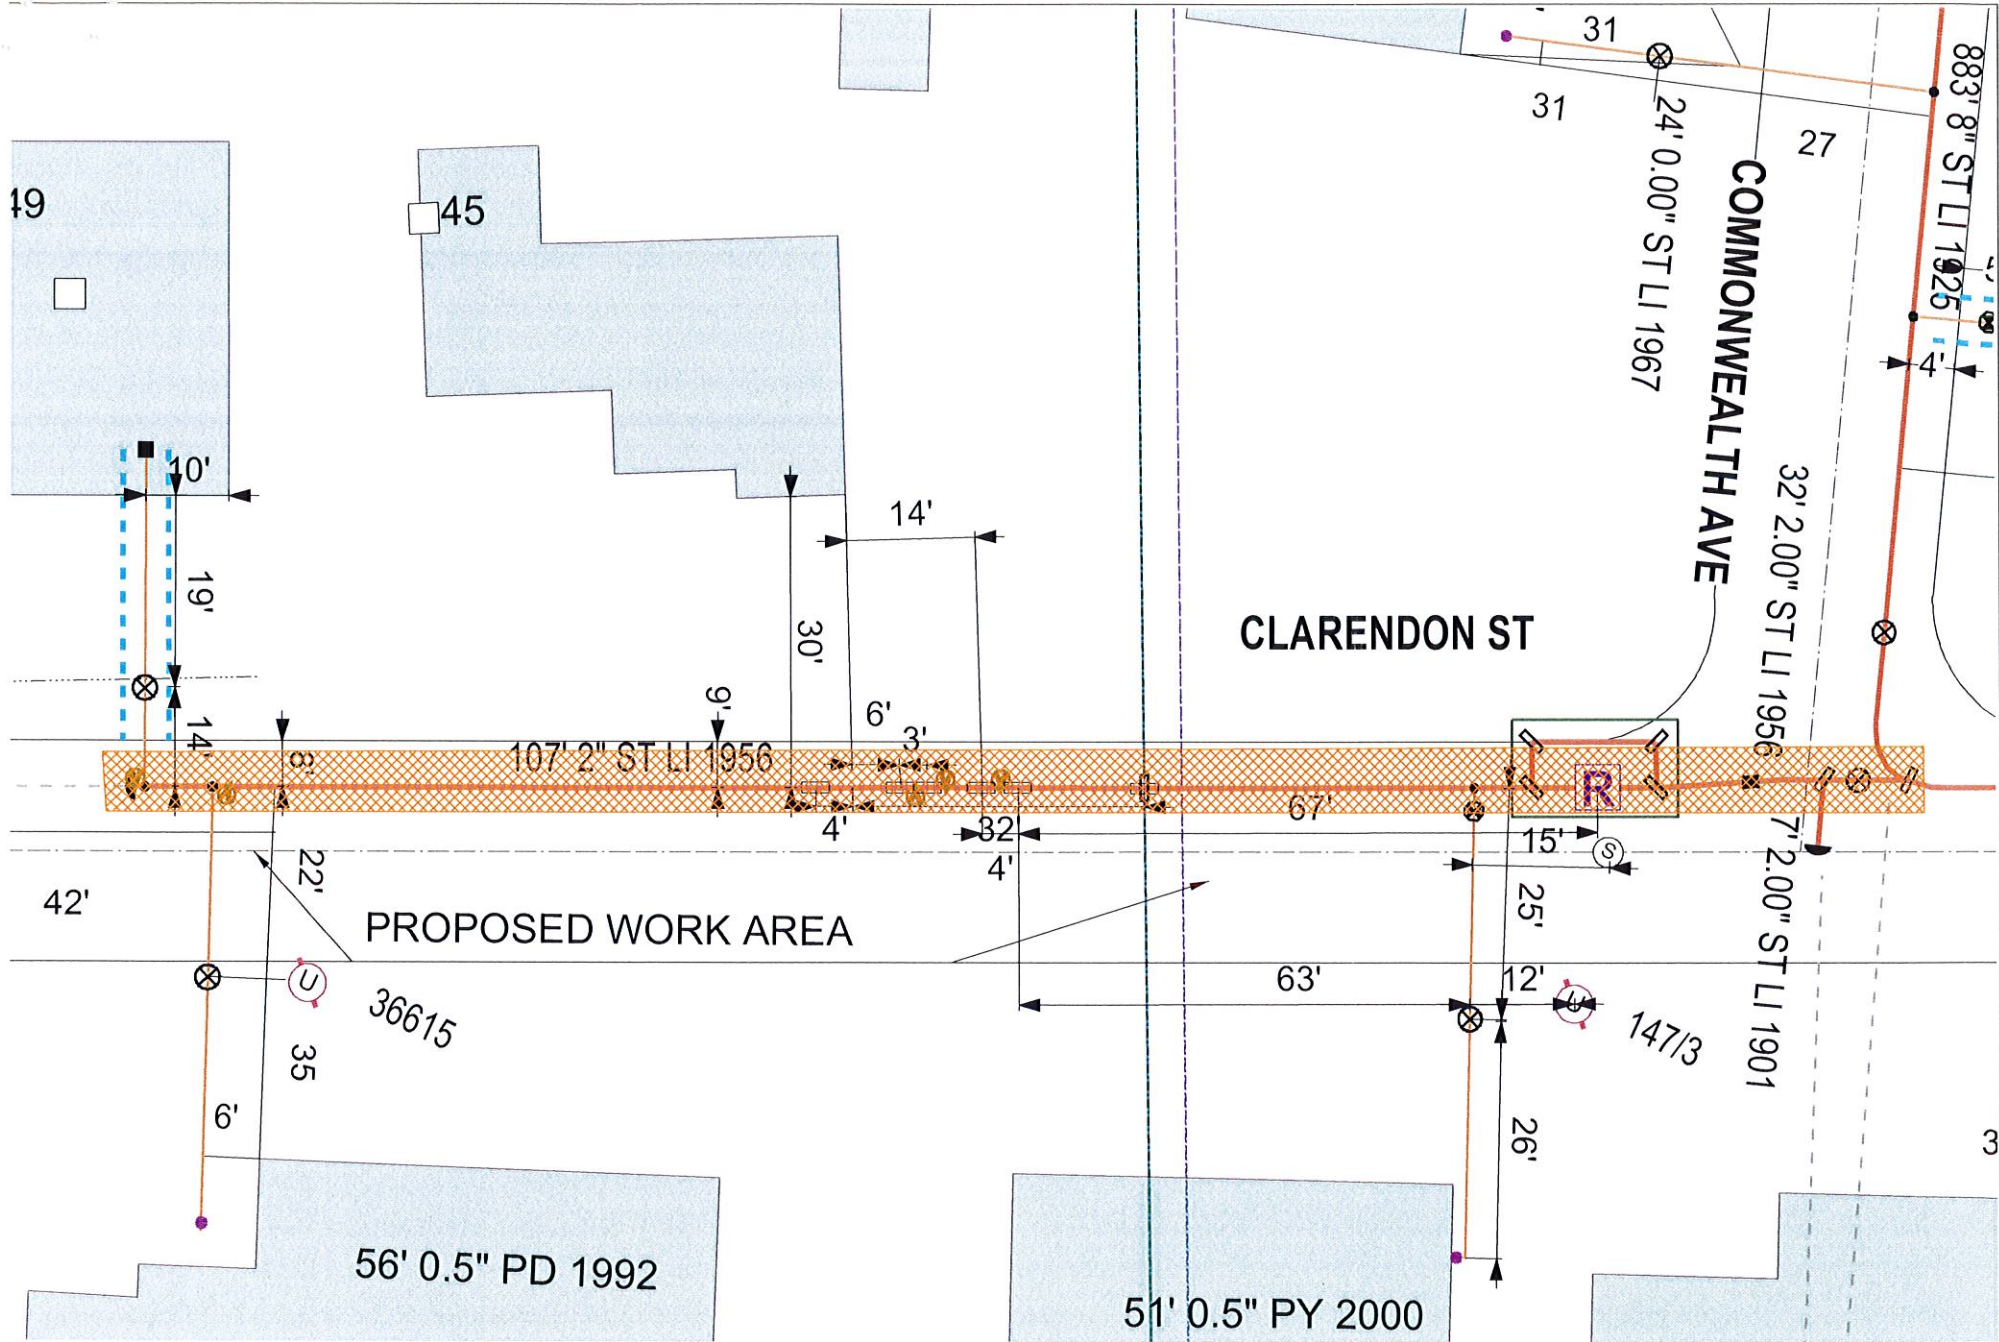 31
31
27
24' 0.00" ST LI 1967
883' 8" ST LI 1925
COMMONWEALTH AVE
49
45
4'
10'
14'
19'
30'
32' 2.00" ST LI 1956
CLARENDON ST
9'
6'
3'
14'
8'
107' 2" ST LI 1956
R
67'
4'
32
15'
S
4'
7' 2.00" ST LI 1901
22'
25'
42'
PROPOSED WORK AREA
U
36615
63'
12'
147/3
35
6'
26'
3
56' 0.5" PD 1992
51' 0.5" PY 2000